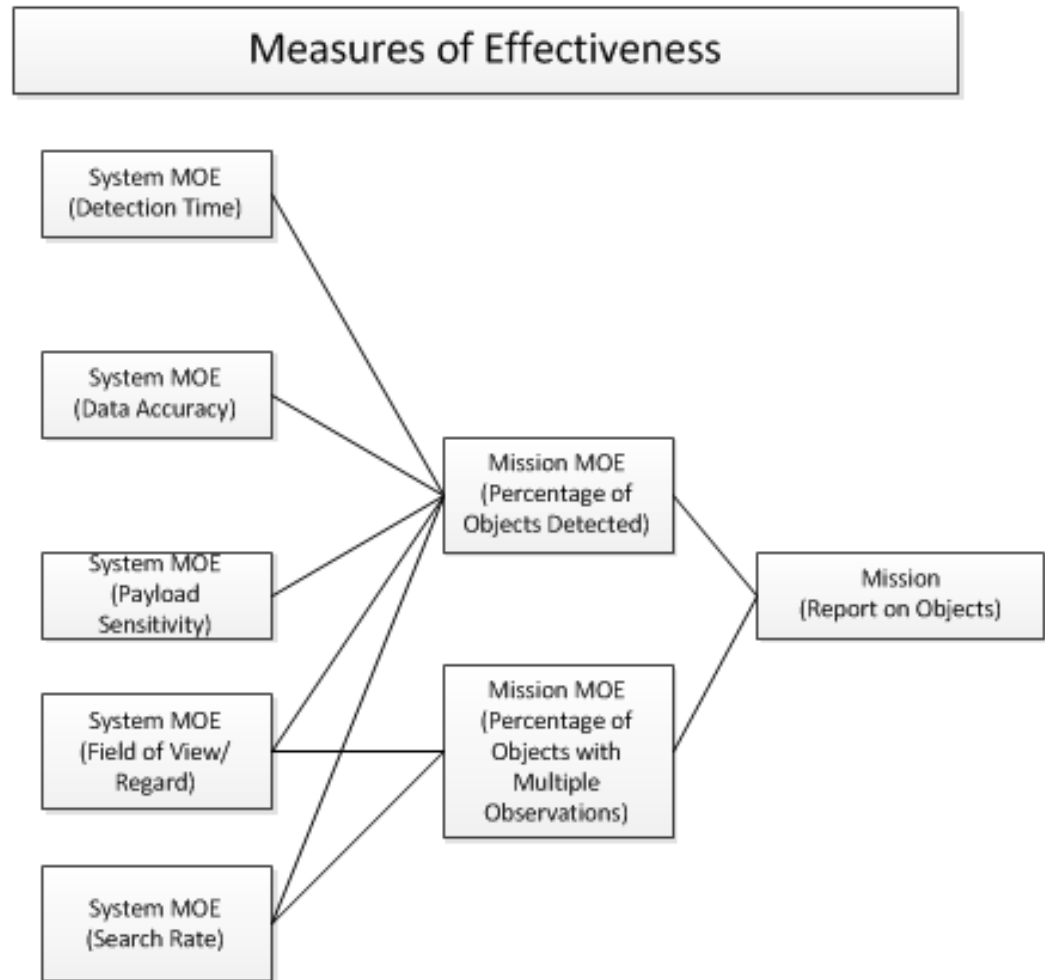 Measures of Effectiveness
System MOE
(Detection Time)
System MOE
(Data Accuracy)
System MOE
(Payload
Sensitivity)
System MOE
(Field of View/
Regard)
System MOE
(Search Rate)
Mission MOE
(Percentage of
Objects Detected)
Mission MOE
(Percentage of
Objects with
Multiple
Observations)
Mission
(Report on Objects)